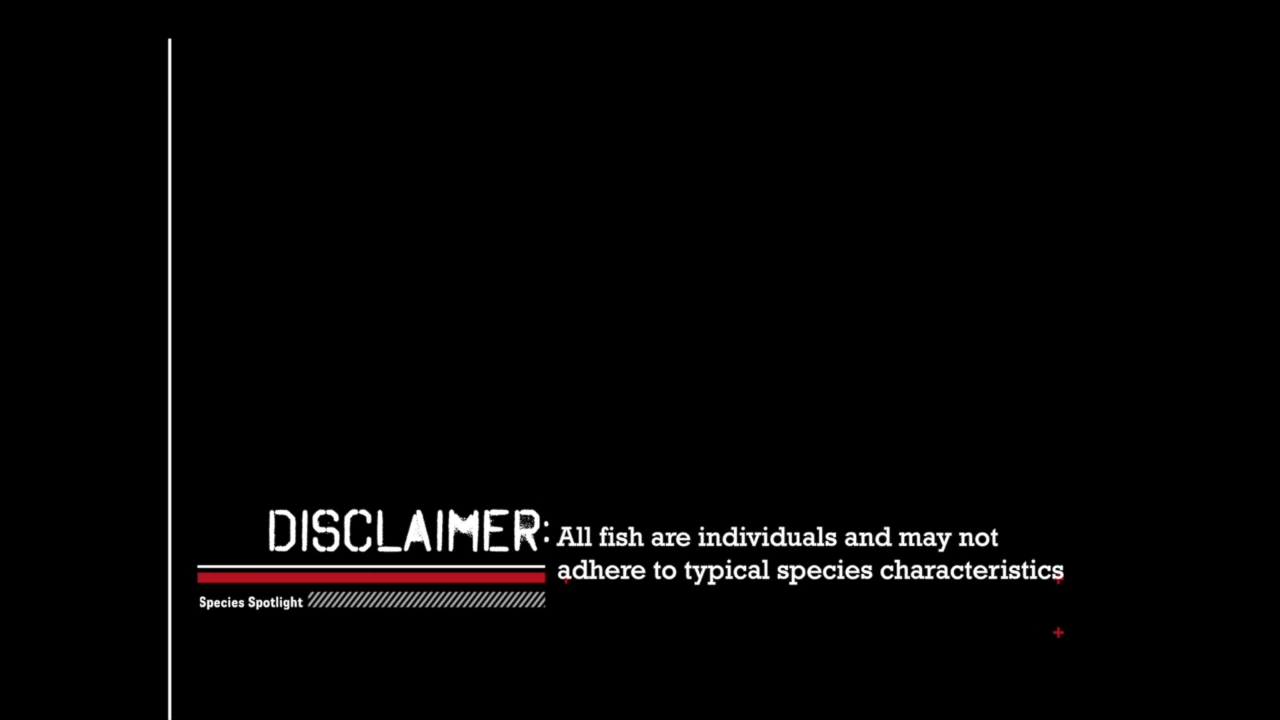 DISCLAIMER: All fish are individuals and may not
adhere to typical species characteristics
Species Spotlight